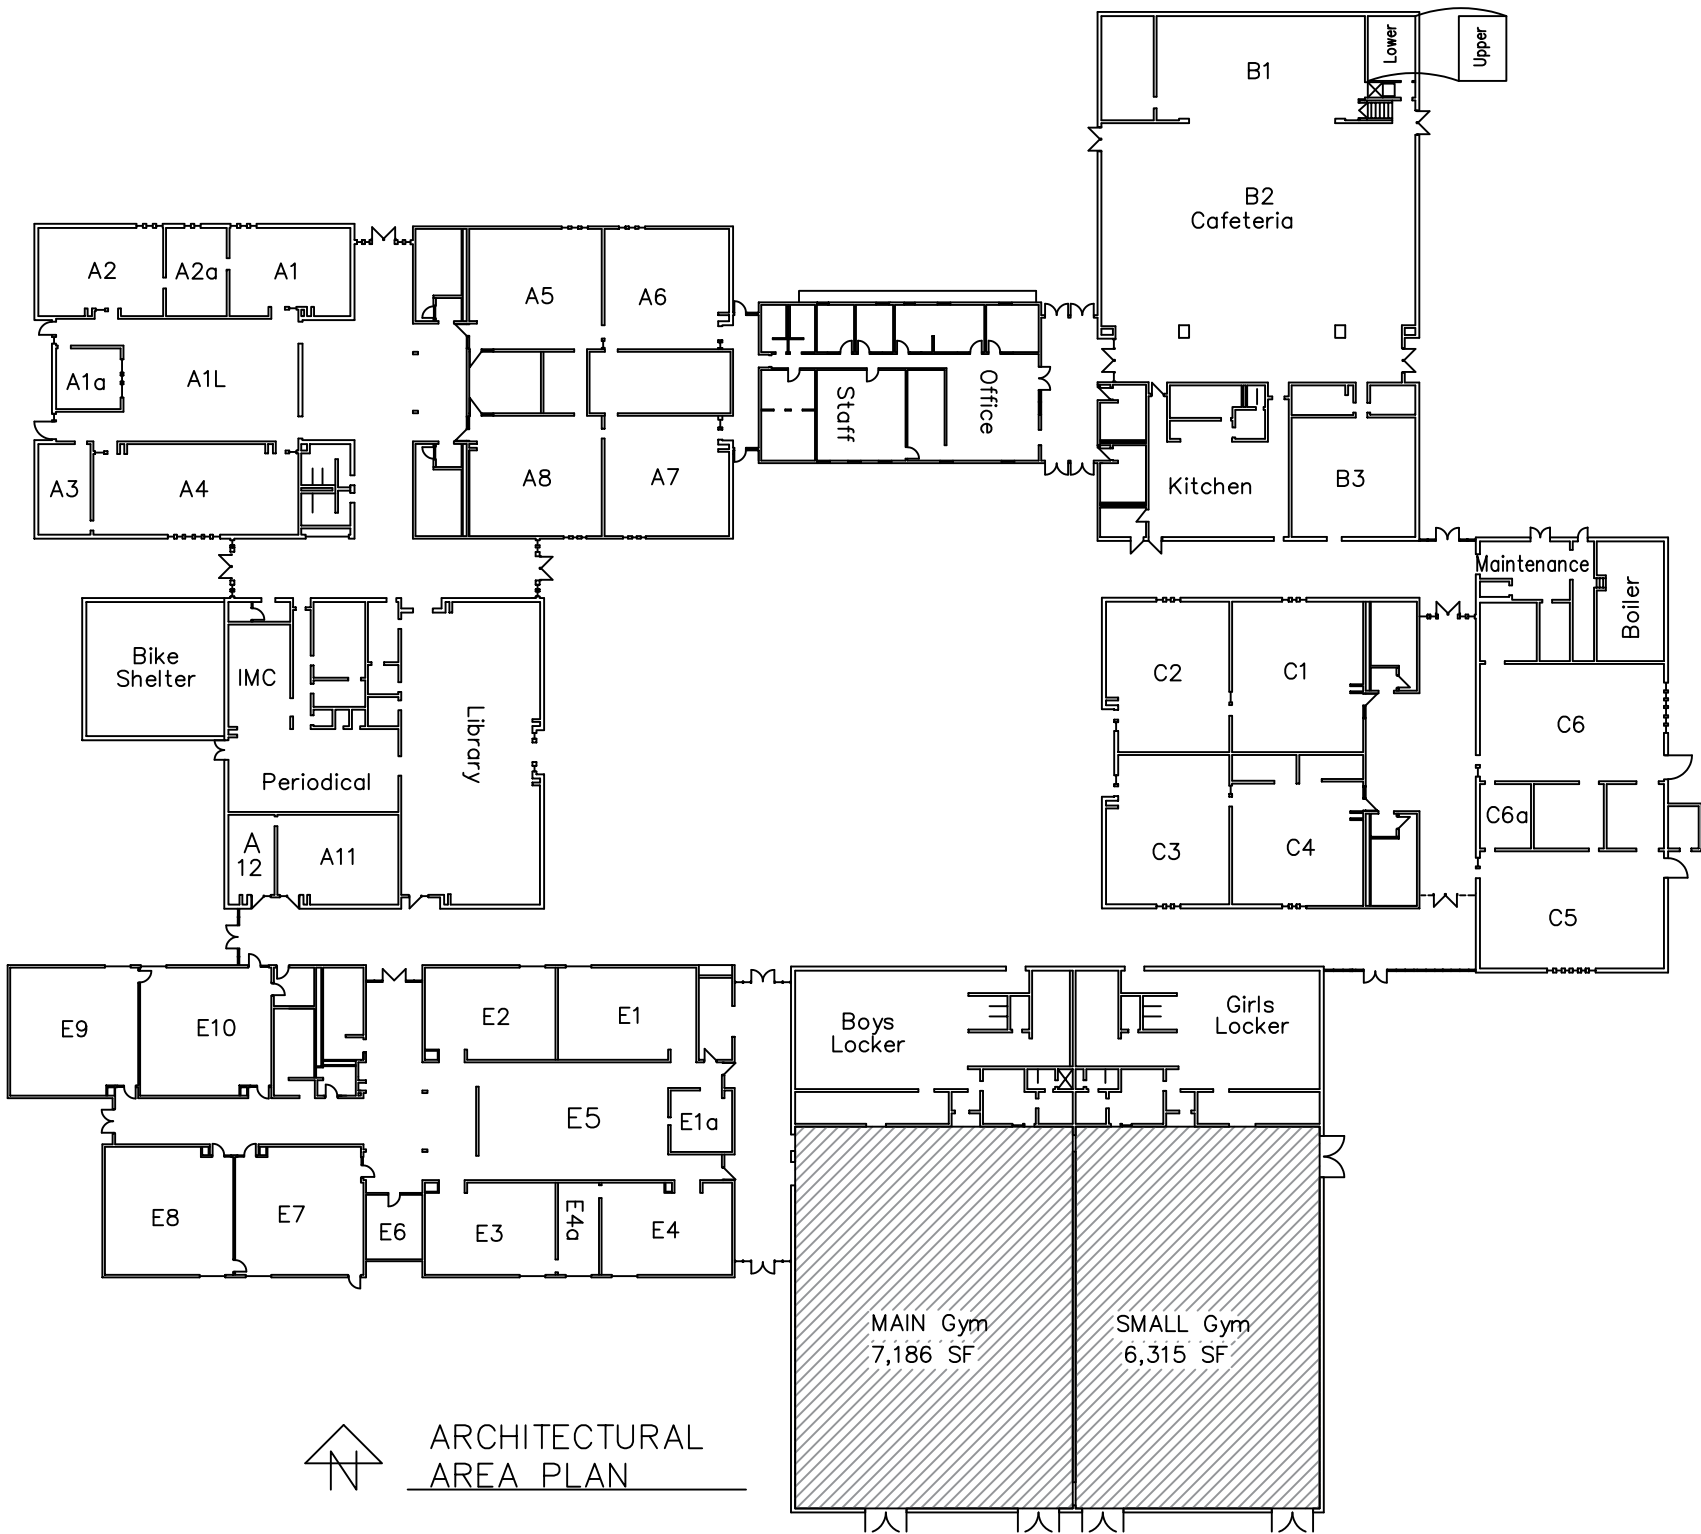 Lower
Upper
B1
B2
Cafeteria
A2
A2a
A1
A5
A6
A1a
A1L
Staff
Office
A3
A4
A8
A7
Kitchen
B3
Maintenance
Boiler
Bike
Shelter
IMC
Library
Periodical
C2
C1
C6
C6a
A
12
A11
C3
C4
C5
E9
E10
E2
E1
Boys
Locker
Girls
Locker
E5
E1a
E8
E7
E6
E3
E4a
E4
MAIN Gym
7,186 SF
SMALL Gym
6,315 SF
N
ARCHITECTURAL
AREA PLAN